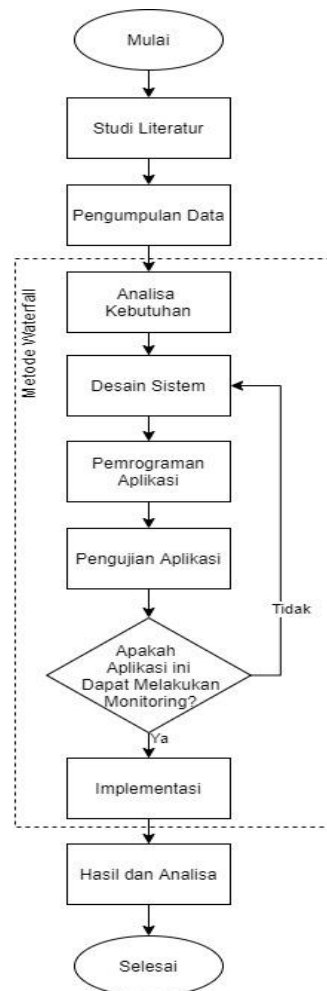 Mulai
Studi Literatur
Pengumpulan Data
Metode Waterfall
Analisa
Kebutuhan
Desain Sistem
Pemrograman
Aplikasi
Pengujian Aplikasi
Tidak
Apakah
Aplikasi ini
Dapat Melakukan
Monitoring?
Ya
Implementasi
Hasil dan Analisa
Selesai